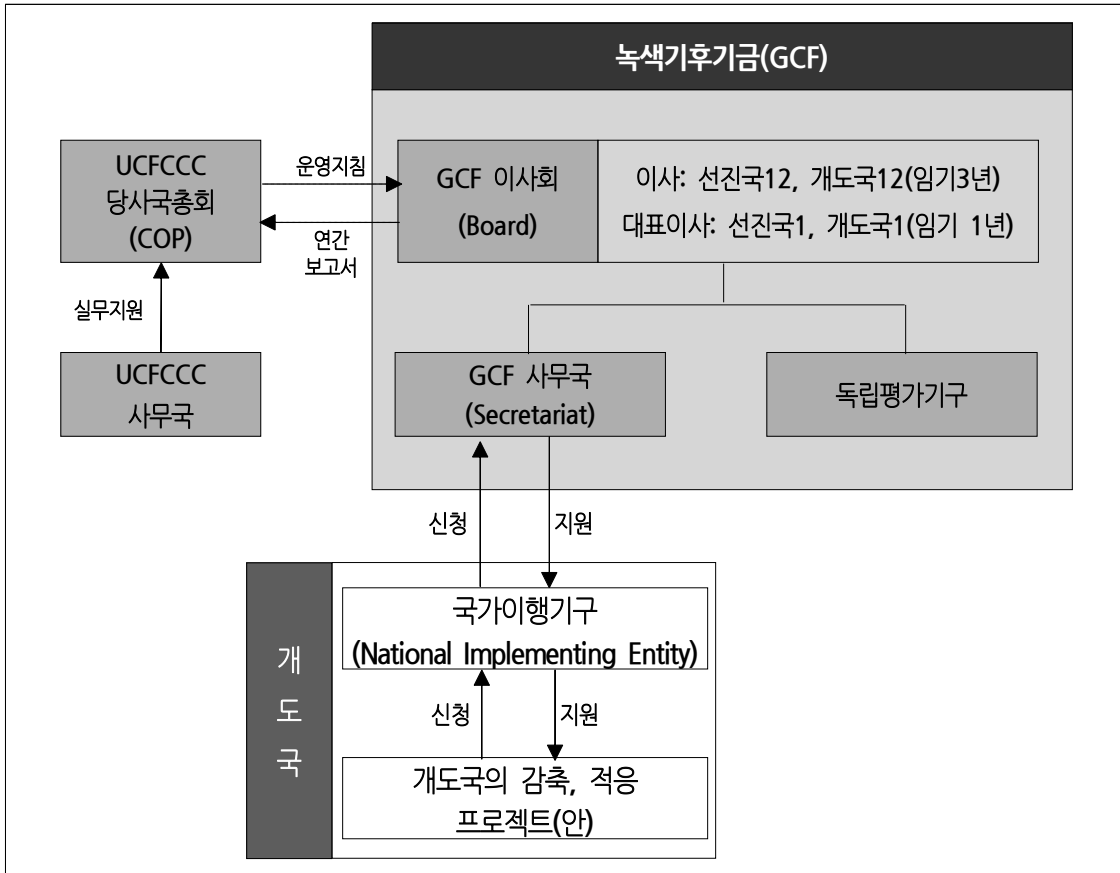 녹색기후기금(GCF)
UCFCCC
당사국총회
(COP)
운영지침
연간
보고서
GCF 이사회
(Board)
이사: 선진국12, 개도국12(임기3년)
대표이사: 선진국1, 개도국1(임기 1년)
실무지원
UCFCCC
사무국
GCF 사무국
(Secretariat)
독립평가기구
신청
지원
개
도
국
국가이행기구
(National Implementing Entity)
신청
지원
개도국의 감축, 적응
프로젝트(안)